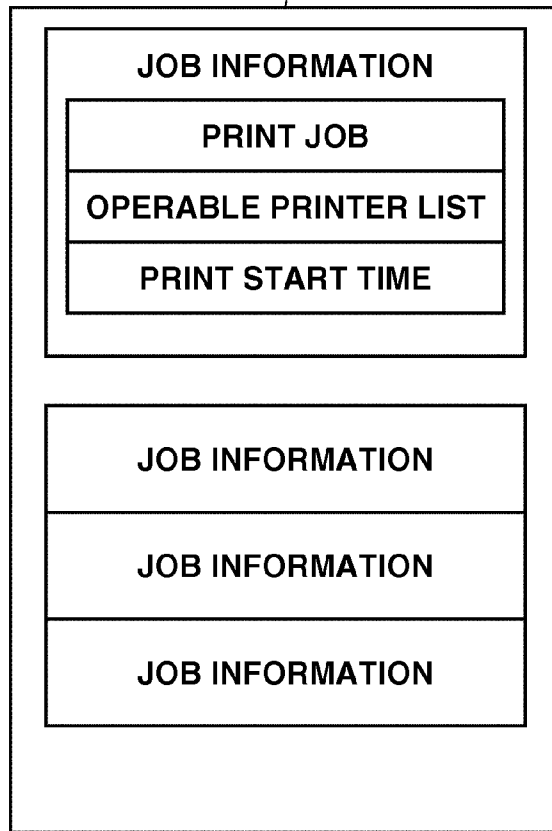 JOB INFORMATION
PRINT JOB
OPERABLE PRINTER LIST
PRINT START TIME
JOB INFORMATION
JOB INFORMATION
JOB INFORMATION